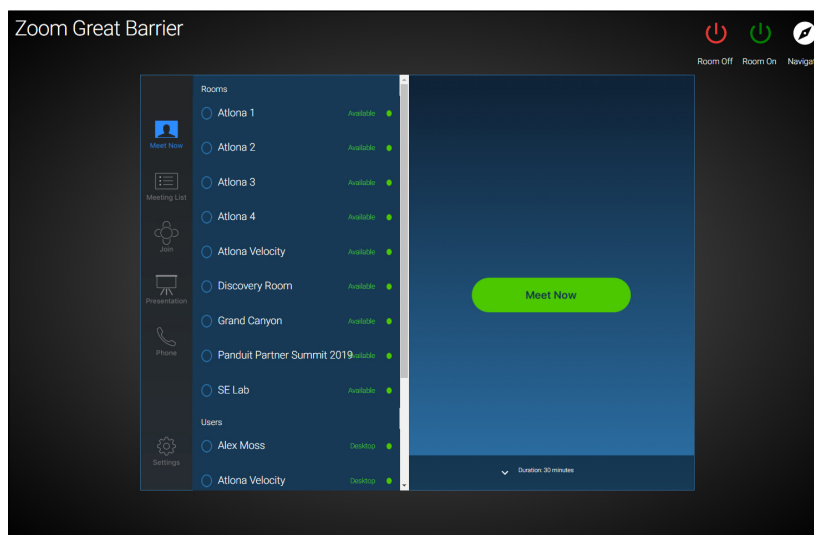 Zoom Great Barrier
Room Off
Room On
Navigat
Meet Now
Meeting List
Join
Presentation
Phone
Settings
Rooms
Atlona 1 Available
Atlona 2 Available
Atlona 3 Available
Atlona 4 Available
Atlona Velocity Available
Discovery Room Available
Grand Canyon Available
Panduit Partner Summit 2019 Available
SE Lab Available
Users
Alex Moss Desktop
Atlona Velocity Desktop
Meet Now
Duration: 30 minutes